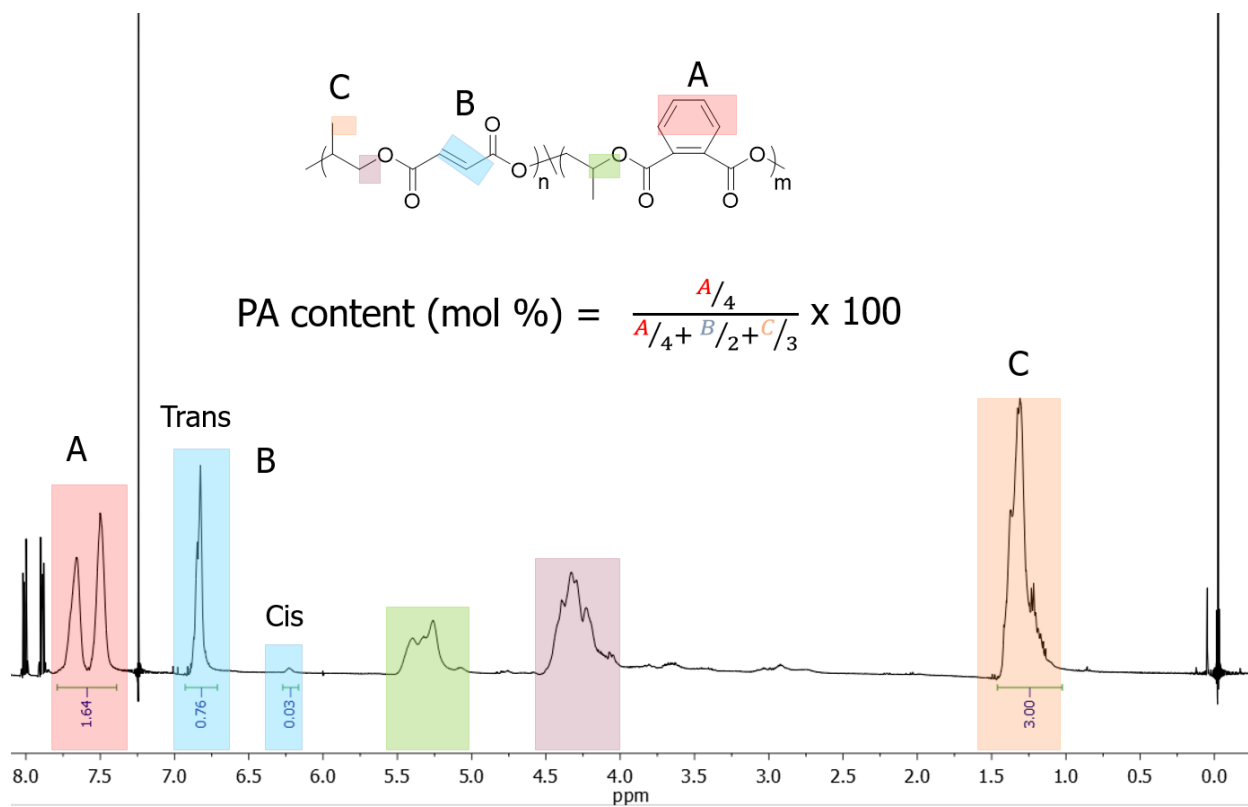 A
C
B
O
O
O
O
O
O
O
O
n
m
PA content (mol %) = A/4 / A/4 + B/2 + C/3 x 100
C
Trans
A
B
Cis
1.64
0.76
0.03
3.00
8.0 7.5 7.0 6.5 6.0 5.5 5.0 4.5 4.0 3.5 3.0 2.5 2.0 1.5 1.0 0.5 0.0
ppm